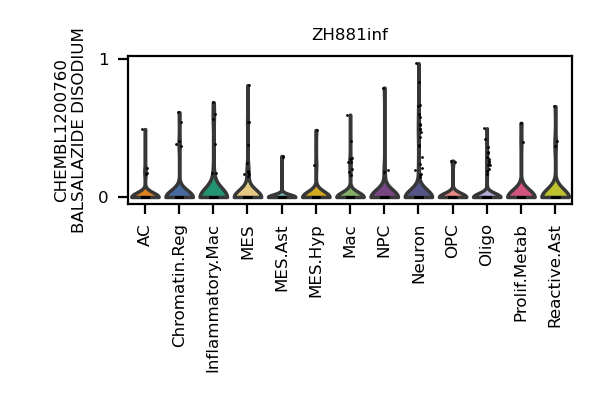 ZH881inf
CHEMBL1200760
BALSALAZIDE DISODIUM
1
0
AC
Chromatin.Reg
Inflammatory.Mac
MES
MES.Ast
MES.Hyp
Mac
NPC
Neuron
OPC
Oligo
Prolif.Metab
Reactive.Ast